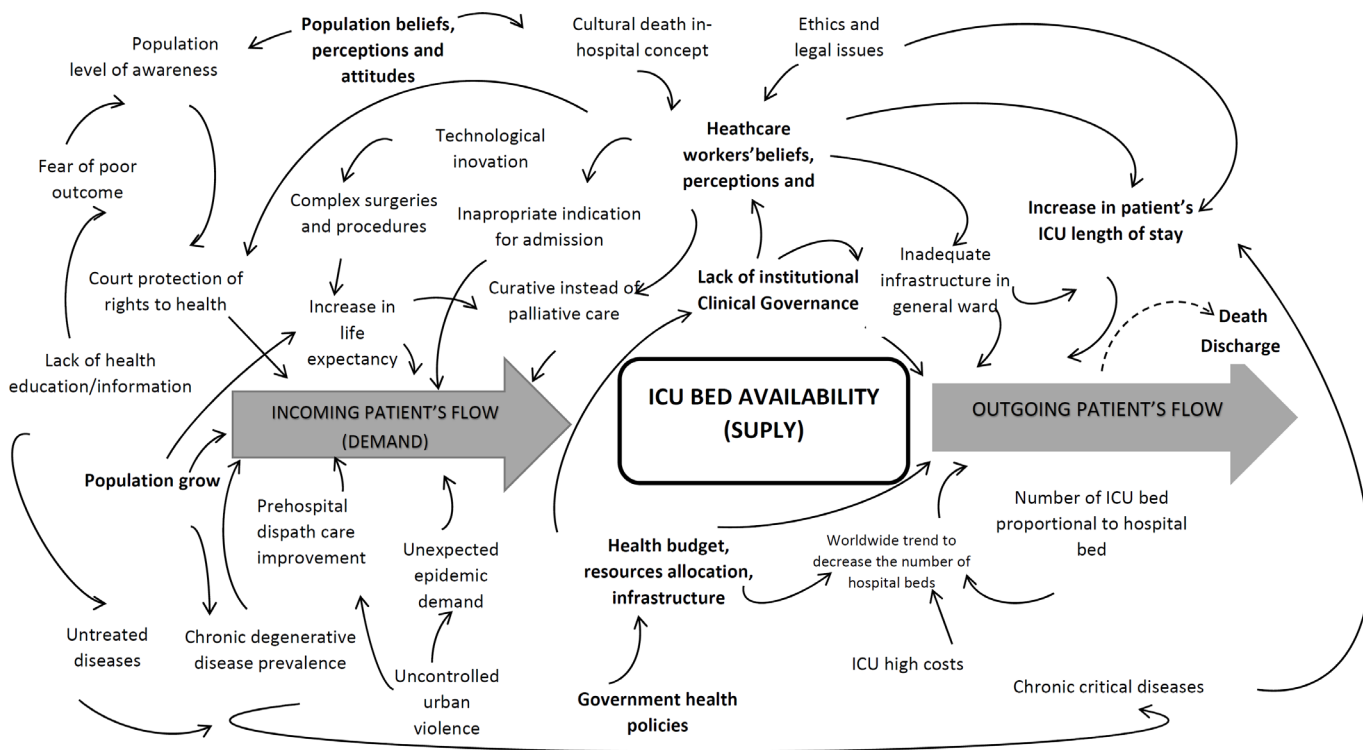 Population beliefs,
perceptions and
attitudes
Cultural death in-
hospital concept
Ethics and
legal issues
Population
level of awareness
Heathcare
workers'beliefs,
perceptions and
Technological
inovation
Fear of poor
outcome
Complex surgeries
and procedures
Inapropriate indication
for admission
Increase in patient's
ICU length of stay
Court protection of
rights to health
Increase in
life
expectancy
Curative instead of
palliative care
Lack of institutional
Clinical Governance
Inadequate
infrastructure in
general ward
Death
Discharge
Lack of health
education/information
INCOMING PATIENT'S FLOW
(DEMAND)
ICU BED AVAILABILITY
(SUPLY)
OUTGOING PATIENT'S FLOW
Population grow
Prehospital
dispath care
improvement
Unexpected
epidemic
demand
Health budget,
resources allocation,
infrastructure
Worldwide trend to
decrease the number of
hospital beds
Number of ICU bed
proportional to hospital
bed
Untreated
diseases
Chronic degenerative
disease prevalence
Uncontrolled
urban
violence
Government health
policies
ICU high costs
Chronic critical diseases